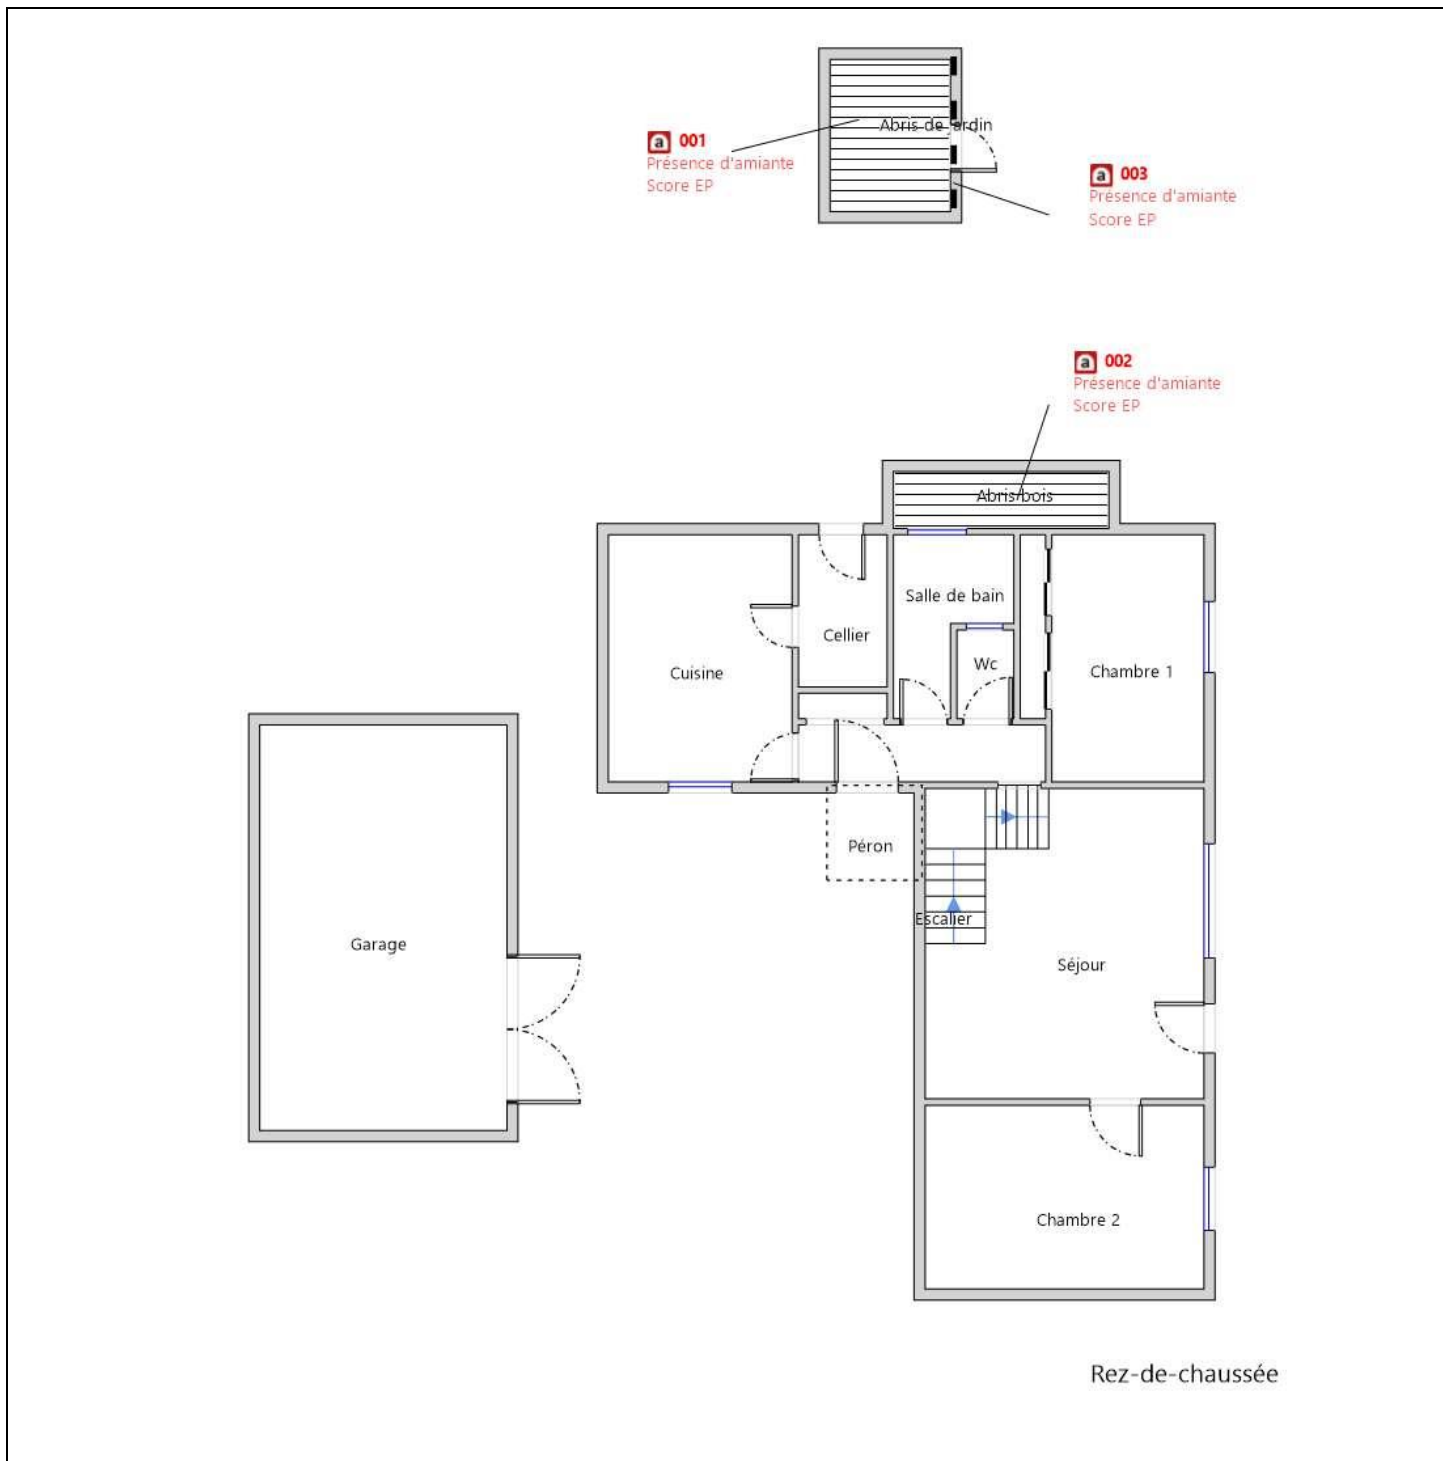 Abris de jardin
a 001
Présence d'amiante
Score EP
a 003
Présence d'amiante
Score EP
a 002
Présence d'amiante
Score EP
Abris bois
Salle de bain
Cellier
Wc
Cuisine
Chambre 1
Péron
Escalier
Garage
Séjour
Chambre 2
Rez-de-chaussée